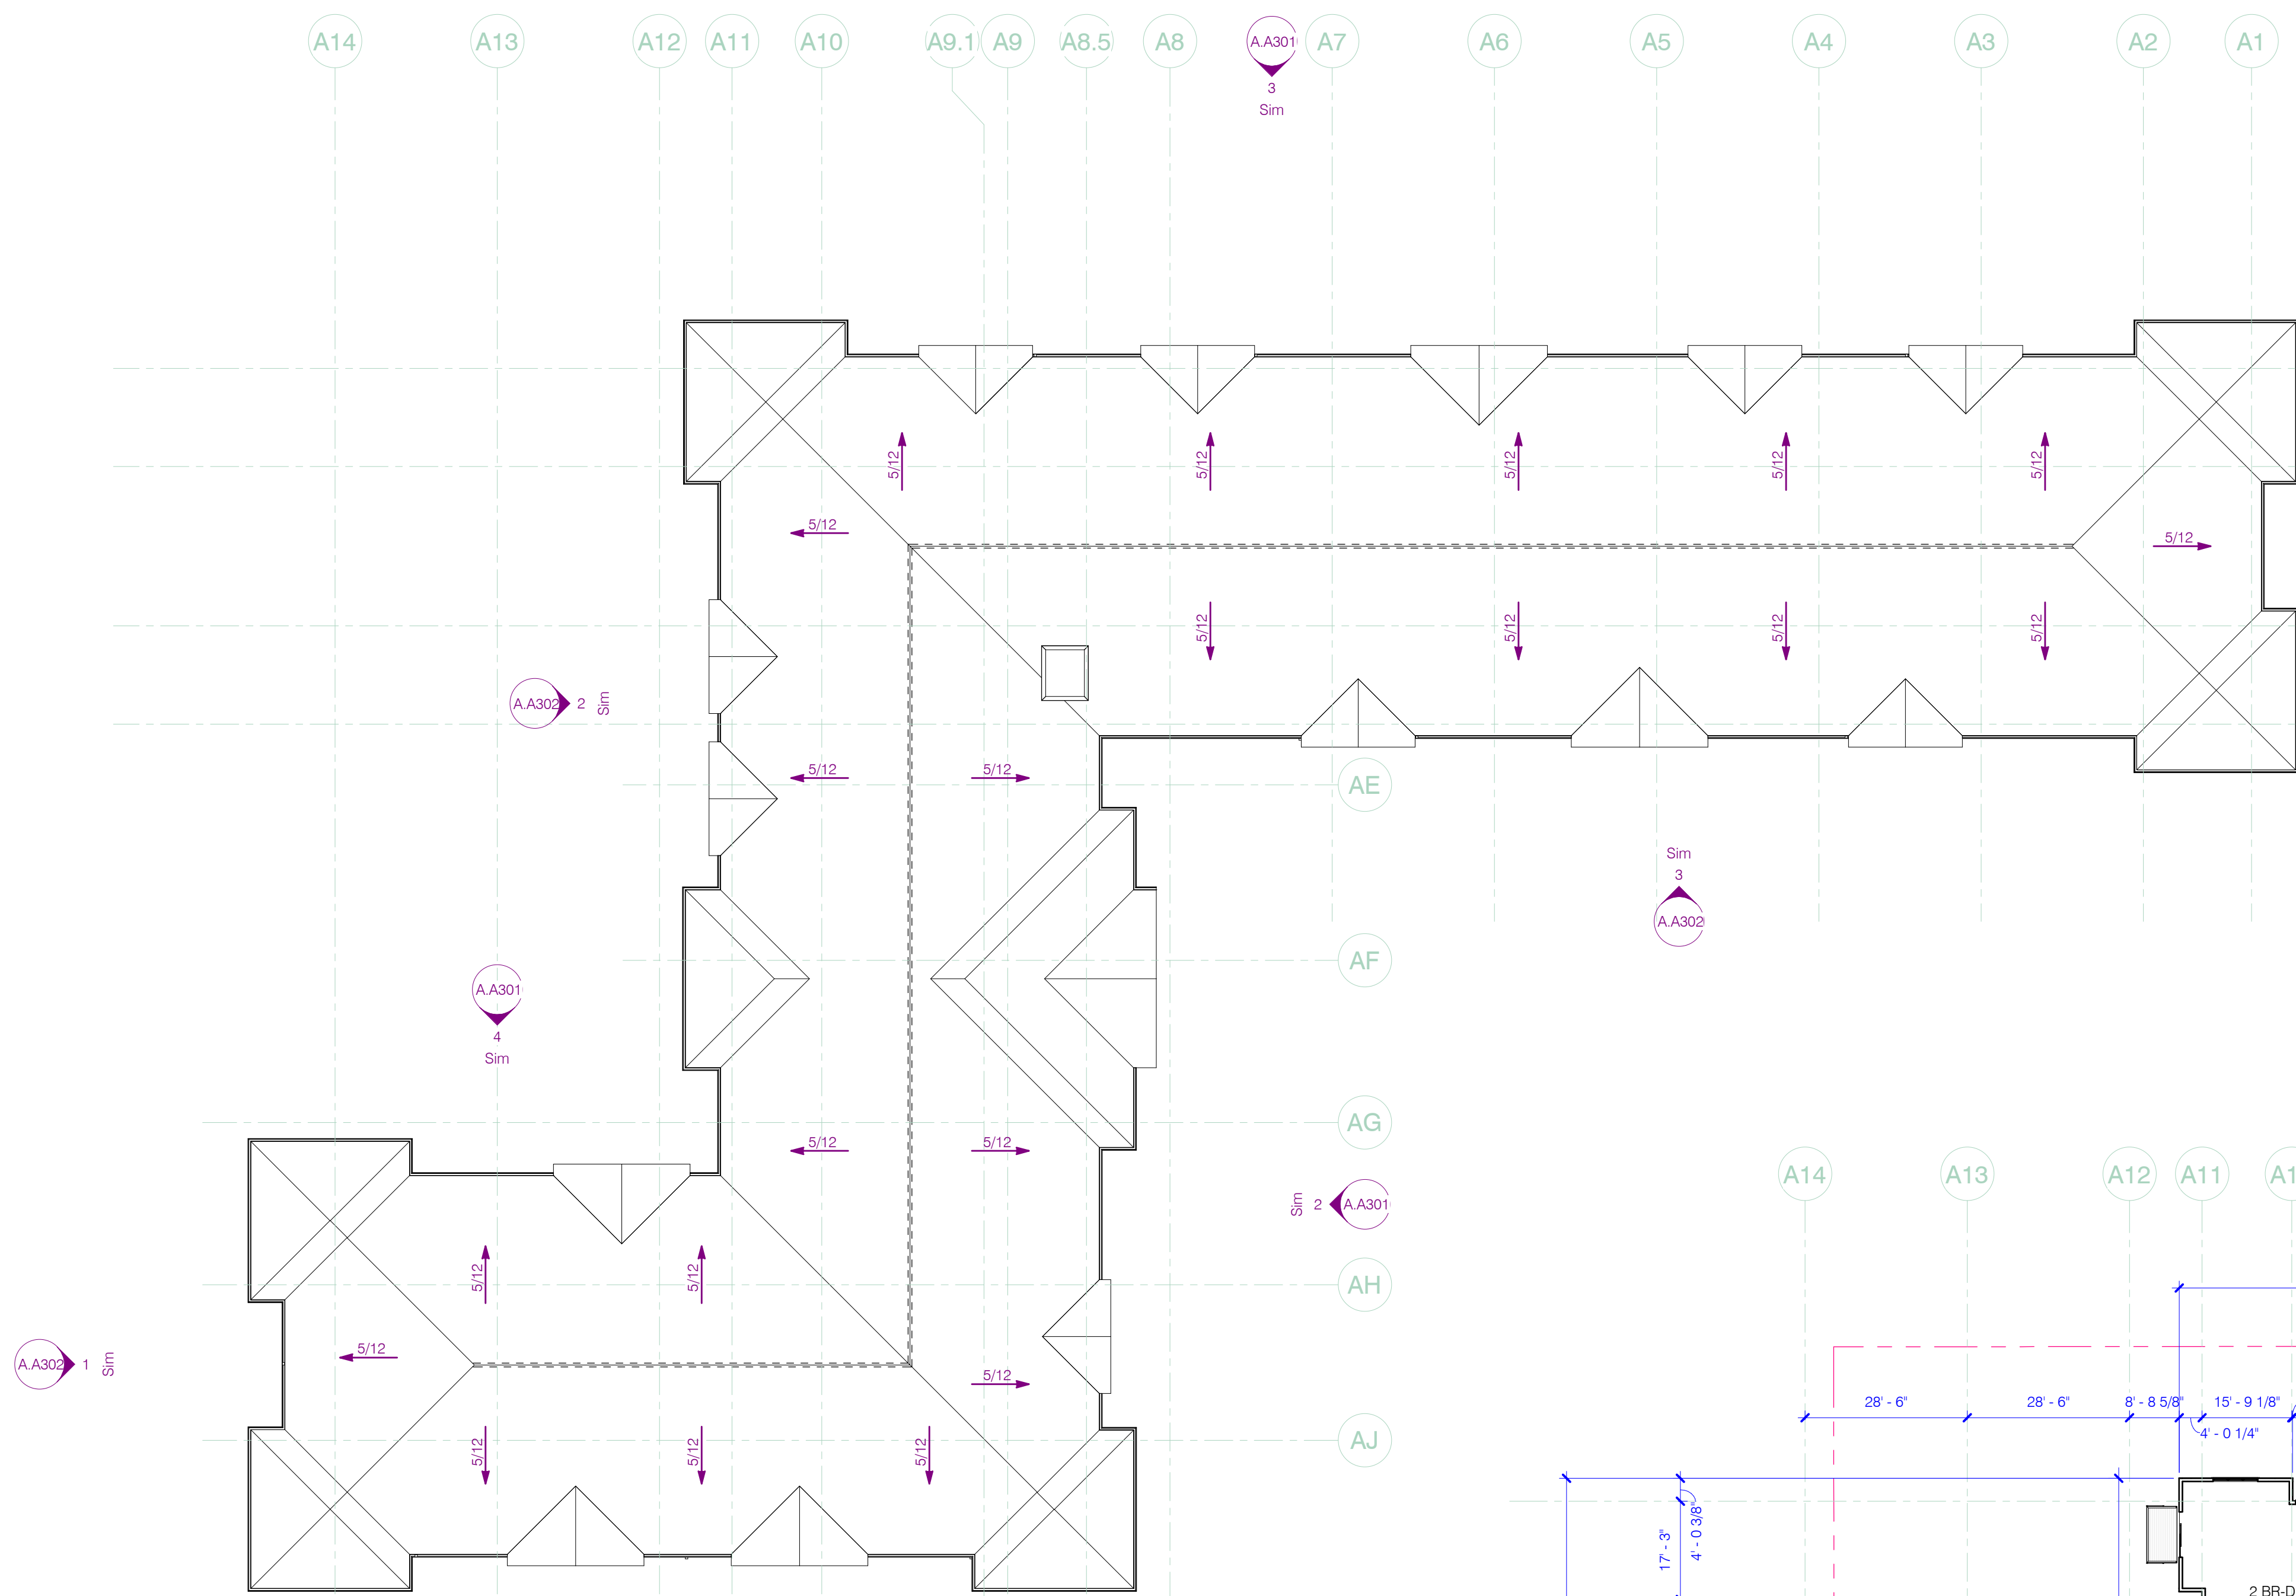 A14 A13 A12 A11 A10 A9.1 A9 A8.5 A8 A.A301 A7 A6 A5 A4 A3 A2 A1
3
Sim
5/12 5/12 5/12 5/12 5/12
5/12
5/12
5/12 5/12 5/12 5/12
A.A302 2 Sim
5/12 5/12
AE
Sim
3
A.A302
AF
A.A301
4
Sim
AG
5/12 5/12
A14 A13 A12 A11
Sim 2 A.A301
5/12 5/12
AH
A.A302 1 Sim
5/12
5/12
28' - 6" 28' - 6" 8' - 8 5/8" 15' - 9 1/8"
4' - 0 1/4"
AJ
5/12 5/12 5/12
17' - 3" 4' - 0 3/8"
2 BR-D